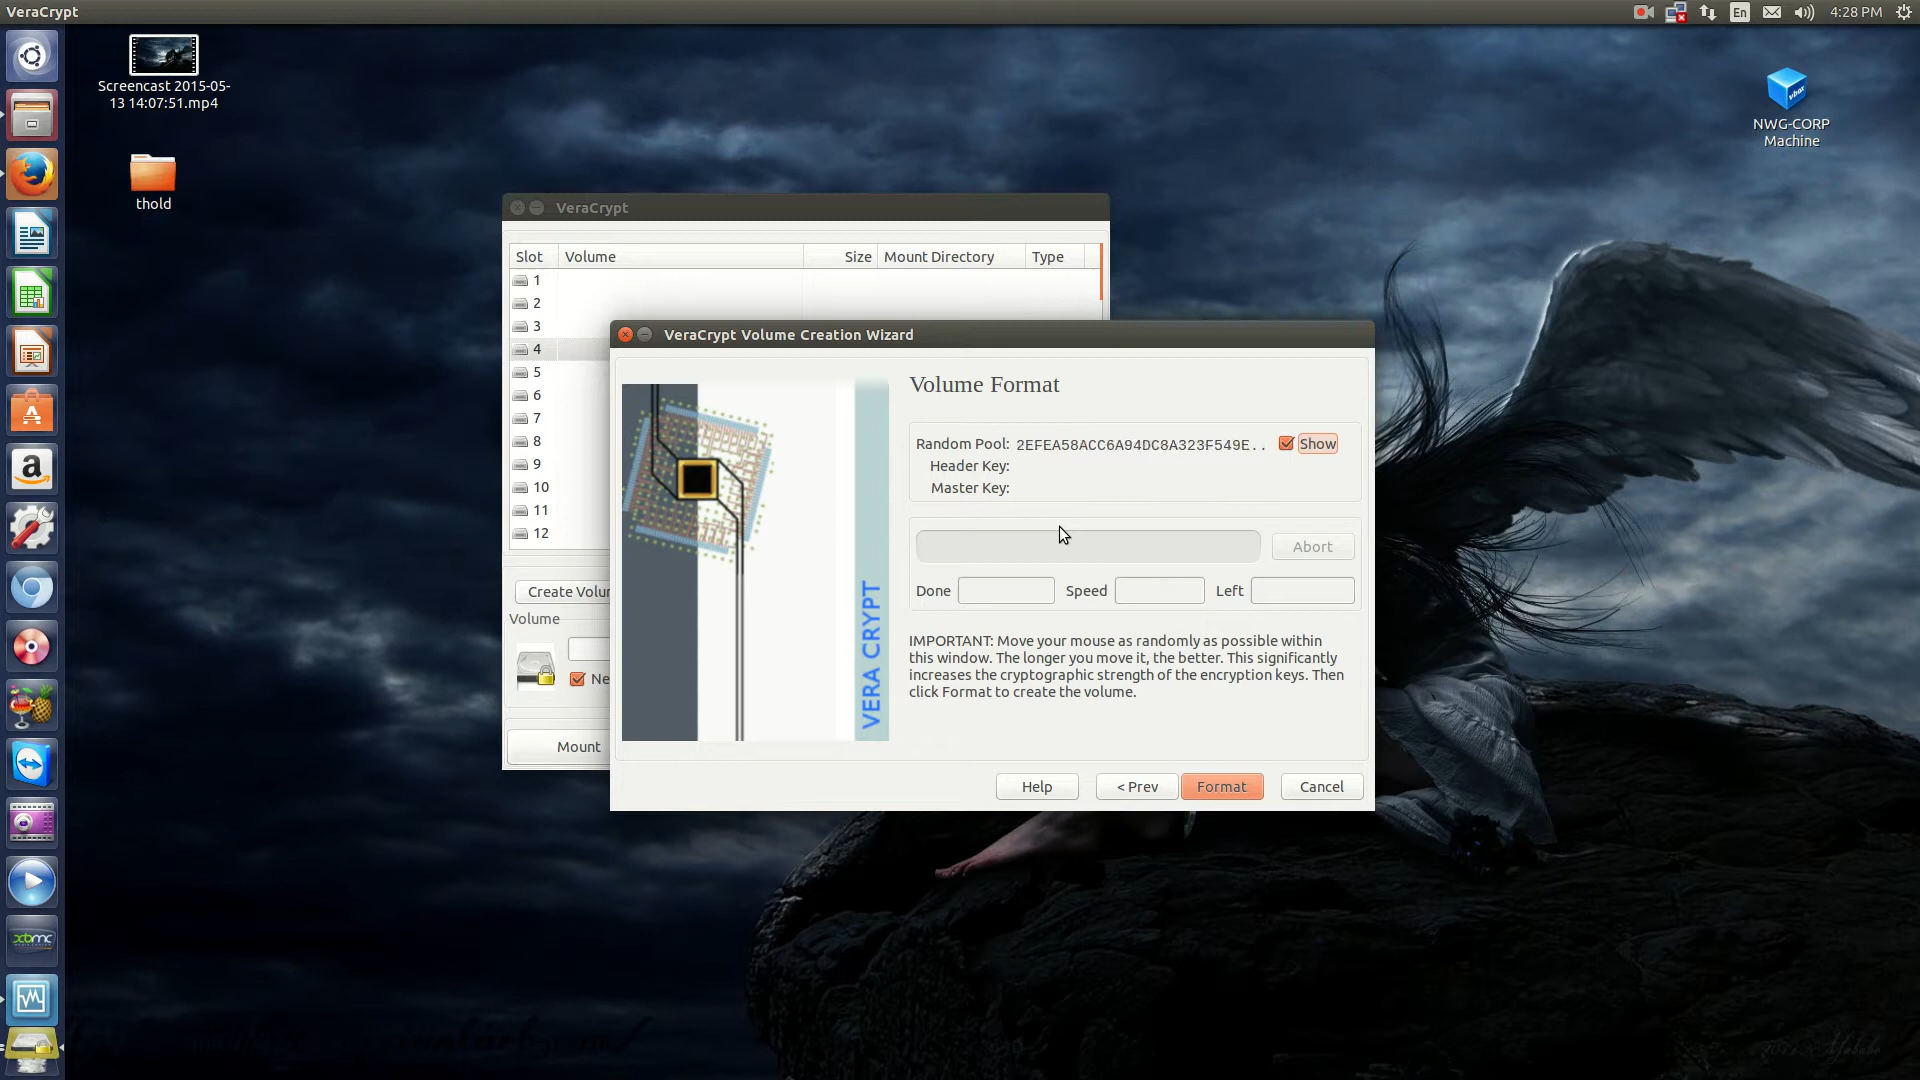 VeraCrypt
En
4:28 PM
Screencast 2015-05-
13 14:07:51.mp4
vbox
NWG-CORP
Machine
thold
VeraCrypt
Slot Volume Size Mount Directory Type
1
2
3
4
5
6
7
8
9
10
11
12
Create Volum
Volume
Ne
Mount
VeraCrypt Volume Creation Wizard
VERA CRYPT
Volume Format
Random Pool: 2EFEA58ACC6A94DC8A323F549E.. Show
Header Key:
Master Key:
Abort
Done Speed Left
IMPORTANT: Move your mouse as randomly as possible within
this window. The longer you move it, the better. This significantly
increases the cryptographic strength of the encryption keys. Then
click Format to create the volume.
Help < Prev Format Cancel
xbmc